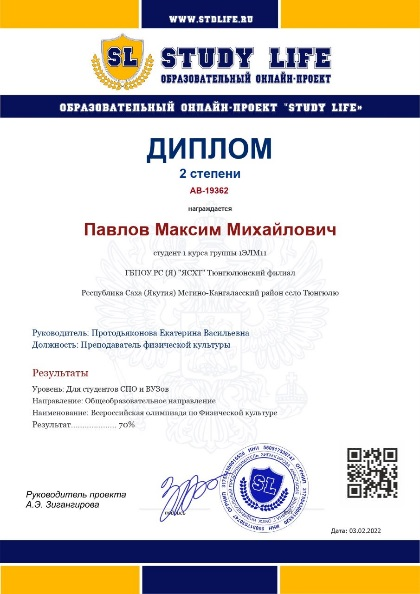 WWW.STDLIFE.RU
SL
STUDY LIFE
ОБРАЗОВАТЕЛЬНЫЙ ОНЛАЙН-ПРОЕКТ
ОБРАЗОВАТЕЛЬНЫЙ ОНЛАЙН-ПРОЕКТ "STUDY LIFE»
ДИПЛОМ
2 степени
АВ-19362
награждается
Павлов Максим Михайлович
студент 1 курса группы 1ЭЛМ11
ГБПОУ РС (Я) "ЯСХТ" Тюнгюлюнский филиал
Республика Саха (Якутия) Мегино-Кангаласский район село Тюнгюлю
Руководитель: Протодьяконова Екатерина Васильевна
Должность: Преподаватель физической культуры
Результаты
Уровень: Для студентов СПО и ВУЗов
Направление: Общеобразовательное направление
Наименование: Всероссийская олимпиада по Физической культуре
Результат..................... 70%
Руководитель проекта
А.Э. Зигангирова
подпись
SL
Дата: 03.02.2022